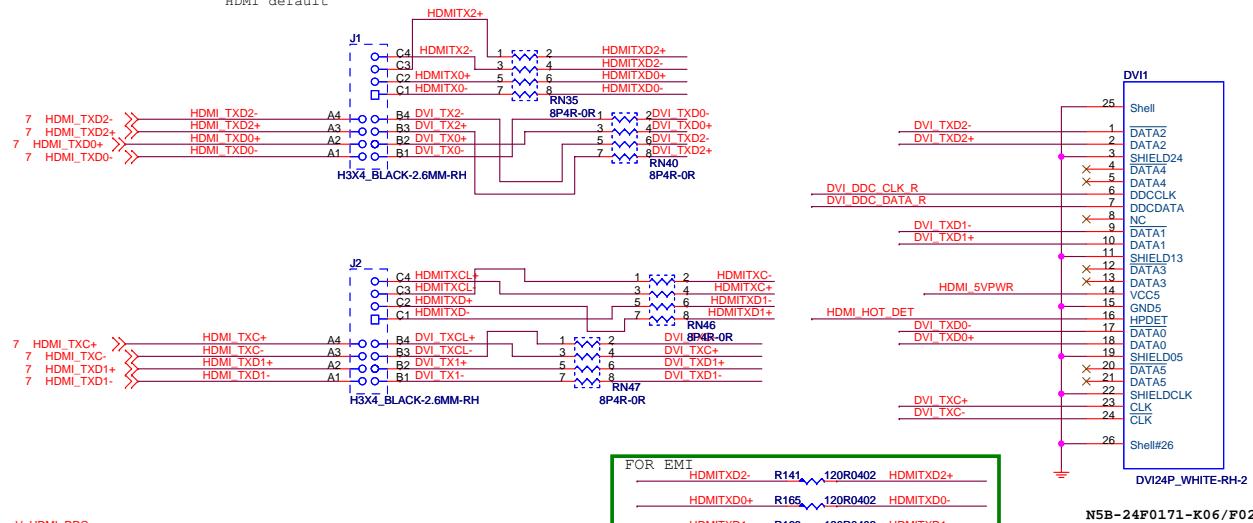 HDMI default
HDMITX2+
J1
C4 HDMITX2- 1 2 HDMITXD2+
C3 3 4 HDMITXD2-
C2 HDMITX0+ 5 6 HDMITXD0+
C1 HDMITX0- 7 8 HDMITXD0-
RN35
8P4R-0R
7 HDMI_TXD2- HDMI_TXD2- A4 B4 DVI_TX2- 1 2 DVI_TXD0-
7 HDMI_TXD2+ HDMI_TXD2+ A3 B3 DVI_TX2+ 3 4 DVI_TXD0+
7 HDMI_TXD0+ HDMI_TXD0+ A2 B2 DVI_TX0+ 5 6 DVI_TXD2-
7 HDMI_TXD0- HDMI_TXD0- A1 B1 DVI_TX0- 7 8 DVI_TXD2+
RN40
8P4R-0R
H3X4_BLACK-2.6MM-RH
J2
C4 HDMITXCL+ 1 2 HDMITXC-
C3 HDMITXCL- 3 4 HDMITXC+
C2 HDMITXD+ 5 6 HDMITXD1-
C1 HDMITXD- 7 8 HDMITXD1+
RN46
8P4R-0R
7 HDMI_TXC+ HDMI_TXC+ A4 B4 DVI_TXCL+ 1 2
7 HDMI_TXC- HDMI_TXC- A3 B3 DVI_TXCL- 3 4 DVI_TXC+
7 HDMI_TXD1+ HDMI_TXD1+ A2 B2 DVI_TX1+ 5 6 DVI_TXD1+
7 HDMI_TXD1- HDMI_TXD1- A1 B1 DVI_TX1- 7 8 DVI_TXD1-
RN47
8P4R-0R
H3X4_BLACK-2.6MM-RH
DVI1
25 Shell
DVI_TXD2- 1 DATA2
DVI_TXD2+ 2 DATA2
3 SHIELD24
4 DATA4
5 DATA4
DVI_DDC_CLK_R 6 DDCCLK
DVI_DDC_DATA_R 7 DDCDATA
8 NC
DVI_TXD1- 9 DATA1
DVI_TXD1+ 10 DATA1
11 SHIELD13
12 DATA3
13 DATA3
HDMI_5VPWR 14 VCC5
15 GND5
HDMI_HOT_DET 16 HPDET
DVI_TXD0- 17 DATA0
DVI_TXD0+ 18 DATA0
19 SHIELD05
20 DATA5
21 DATA5
22 SHIELDCLK
DVI_TXC+ 23 CLK
DVI_TXC- 24 CLK
26 Shell#26
DVI24P_WHITE-RH-2
N5B-24F0171-K06/F02
FOR EMI
HDMITXD2- R141 120R0402 HDMITXD2+
HDMITXD0+ R165 120R0402 HDMITXD0-